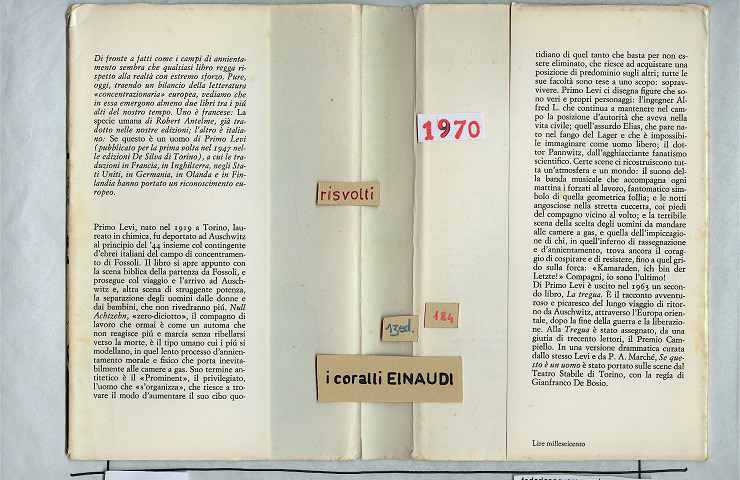 Di fronte a fatti come i campi di annienta-
mento sembra che qualsiasi libro regga ri-
spetto alla realtà con estremo sforzo. Pure,
oggi, traendo un bilancio della letteratura
«concentrazionaria» europea, vediamo che
in essa emergono almeno due libri tra i piú
alti del nostro tempo. Uno è francese: La
specie umana di Robert Antelme, già tra-
dotto nelle nostre edizioni; l'altro è italia-
no: Se questo è un uomo di Primo Levi
(pubblicato per la prima volta nel 1947 nel-
le edizioni De Silva di Torino), a cui le tra-
duzioni in Francia, in Inghilterra, negli Sta-
ti Uniti, in Germania, in Olanda e in Fin-
landia hanno portato un riconoscimento eu-
ropeo.
Primo Levi, nato nel 1919 a Torino, lau-
reato in chimica, fu deportato ad Auschwitz
al principio del '44 insieme col contingente
d'ebrei italiani del campo di concentramen-
to di Fossoli. Il libro si apre appunto con
la scena biblica della partenza da Fossoli, e
prosegue col viaggio e l'arrivo ad Ausch-
witz e, altra scena di struggente potenza,
la separazione degli uomini dalle donne e
dai bambini, che non rivedranno piú. Null
Achtzehn, «zero-diciotto», il compagno di
lavoro che ormai è come un automa che
non reagisce piú e marcia senza ribellarsi
verso la morte, è il tipo umano cui i piú si
modellano, in quel lento processo d'annien-
tamento morale e fisico che porta inevita-
bilmente alle camere a gas. Suo termine an-
titetico è il «Prominent», il privilegiato,
l'uomo che «s'organizza», che riesce a tro-
vare il modo d'aumentare il suo cibo quo-
risvolti
1970
13ed.
124
i coralli EINAUDI
tidiano di quel tanto che basta per non es-
sere eliminato, che riesce ad acquistare una
posizione di predominio sugli altri; tutte le
sue facoltà sono tese a uno scopo: soprav-
vivere. Primo Levi ci disegna figure che so-
no veri e propri personaggi: l'ingegner Al-
fred L. che continua a mantenere nel cam-
po la posizione d'autorità che aveva nella
vita civile; quell'assurdo Elias, che pare na-
to nel fango del Lager e che è impossibi-
le immaginare come uomo libero; il dot-
tor Pannwitz, dall'agghiacciante fanatismo
scientifico. Certe scene ci ricostruiscono tut-
ta un'atmosfera e un mondo: il suono del-
la banda musicale che accompagna ogni
mattina i forzati al lavoro, fantomatico sim-
bolo di quella geometrica follia; e le notti
angosciose nella stretta cuccetta, coi piedi
del compagno vicino al volto; e la terribile
scena della scelta degli uomini da mandare
alle camere a gas, e quella dell'impiccagio-
ne di chi, in quell'inferno di rassegnazione
e d'annientamento, trova ancora il corag-
gio di cospirare e di resistere, fino a quel gri-
do sulla forca: «Kamaraden, ich bin der
Letzte!» Compagni, io sono l'ultimo!
Di Primo Levi è uscito nel 1963 un secon-
do libro, La tregua. È il racconto avventu-
roso e picaresco del lungo viaggio di ritor-
no da Auschwitz, attraverso l'Europa orien-
tale, dopo la fine della guerra e la liberazio-
ne. Alla Tregua è stato assegnato, da una
giuria di trecento lettori, il Premio Cam-
piello. In una versione drammatica curata
dallo stesso Levi e da P. A. Marché, Se que-
sto è un uomo è stato portato sulle scene dal
Teatro Stabile di Torino, con la regía di
Gianfranco De Bosio.
Lire milleseicento